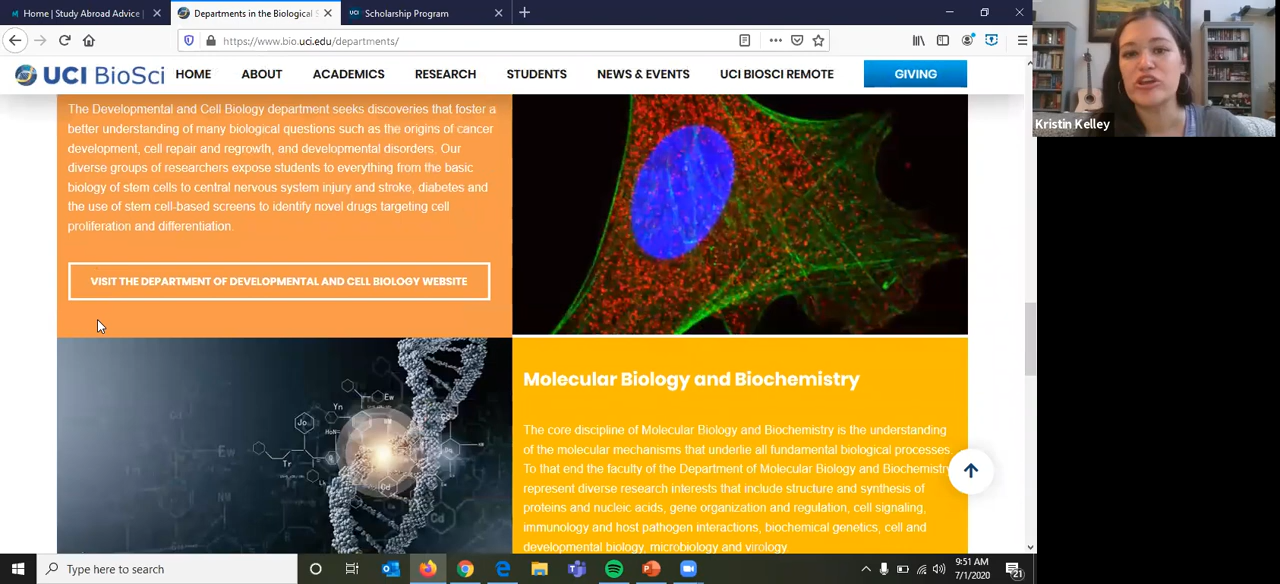 Home | Study Abroad Advice
Departments in the Biological S
UCI Scholarship Program
https://www.bio.uci.edu/departments/
UCI BioSci
HOME
ABOUT
ACADEMICS
RESEARCH
STUDENTS
NEWS & EVENTS
UCI BIOSCI REMOTE
GIVING
Kristin Kelley
The Developmental and Cell Biology department seeks discoveries that foster a
better understanding of many biological questions such as the origins of cancer
development, cell repair and regrowth, and developmental disorders. Our
diverse groups of researchers expose students to everything from the basic
biology of stem cells to central nervous system injury and stroke, diabetes and
the use of stem cell-based screens to identify novel drugs targeting cell
proliferation and differentiation.
VISIT THE DEPARTMENT OF DEVELOPMENTAL AND CELL BIOLOGY WEBSITE
Ew
Yn
Jo
Tr
Cd
Molecular Biology and Biochemistry
The core discipline of Molecular Biology and Biochemistry is the understanding
of the molecular mechanisms that underlie all fundamental biological processes.
To that end the faculty of the Department of Molecular Biology and Biochemistry
represent diverse research interests that include structure and synthesis of
proteins and nucleic acids, gene organization and regulation, cell signaling,
immunology and host pathogen interactions, biochemical genetics, cell and
developmental biology, microbiology and virology.
Type here to search
9:51 AM
7/1/2020
21